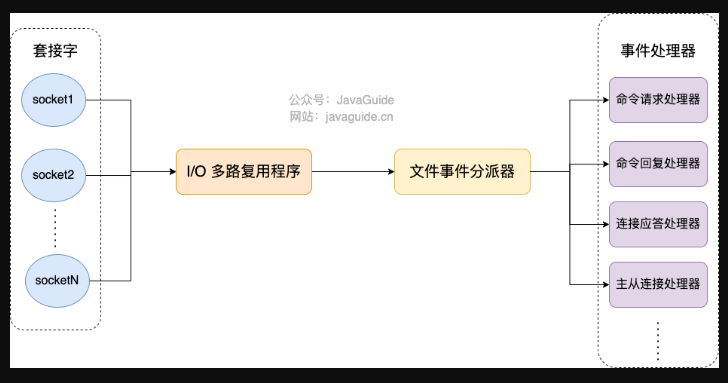 套接字
socket1
socket2
socketN
公众号：JavaGuide
网站：javaguide.cn
I/O 多路复用程序
文件事件分派器
事件处理器
命令请求处理器
命令回复处理器
连接应答处理器
主从连接处理器